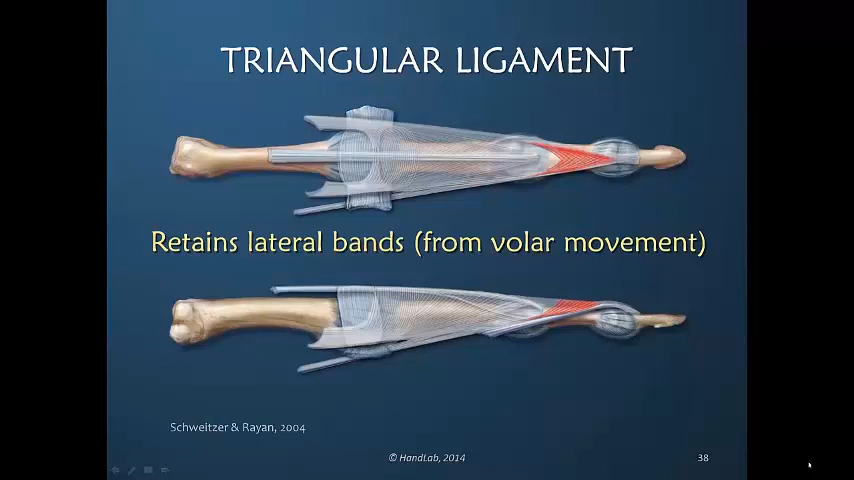 TRIANGULAR LIGAMENT
Retains lateral bands (from volar movement)
Schweitzer & Rayan, 2004
© HandLab, 2014
38